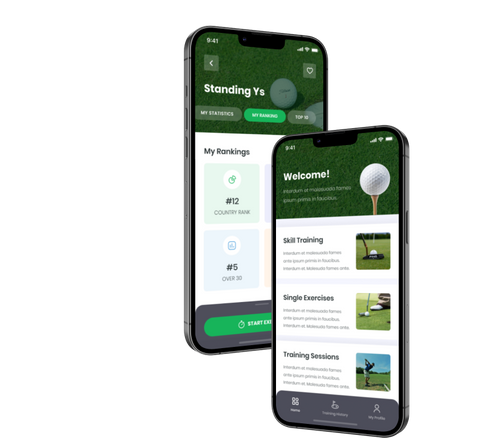 9:41
Standing Ys
MY STATISTICS
MY RANKING
TOP 10
My Rankings
#12
COUNTRY RANK
#5
OVER 30
START EXE
9:41
Welcome!
Interdum et malesuada fames
ipsum primis in faucibus.
Skill Training
Interdum et malesuada fames
ante ipsum primis in faucibus.
Interdum et Malesuada fames ante.
Single Exercises
Interdum et malesuada fames
ante ipsum primis in faucibus.
Interdum et Malesuada fames ante.
Training Sessions
Interdum et malesuada fames
ante ipsum primis in faucibus.
Interdum et Malesuada fames ante.
Home
Training History
My Profile